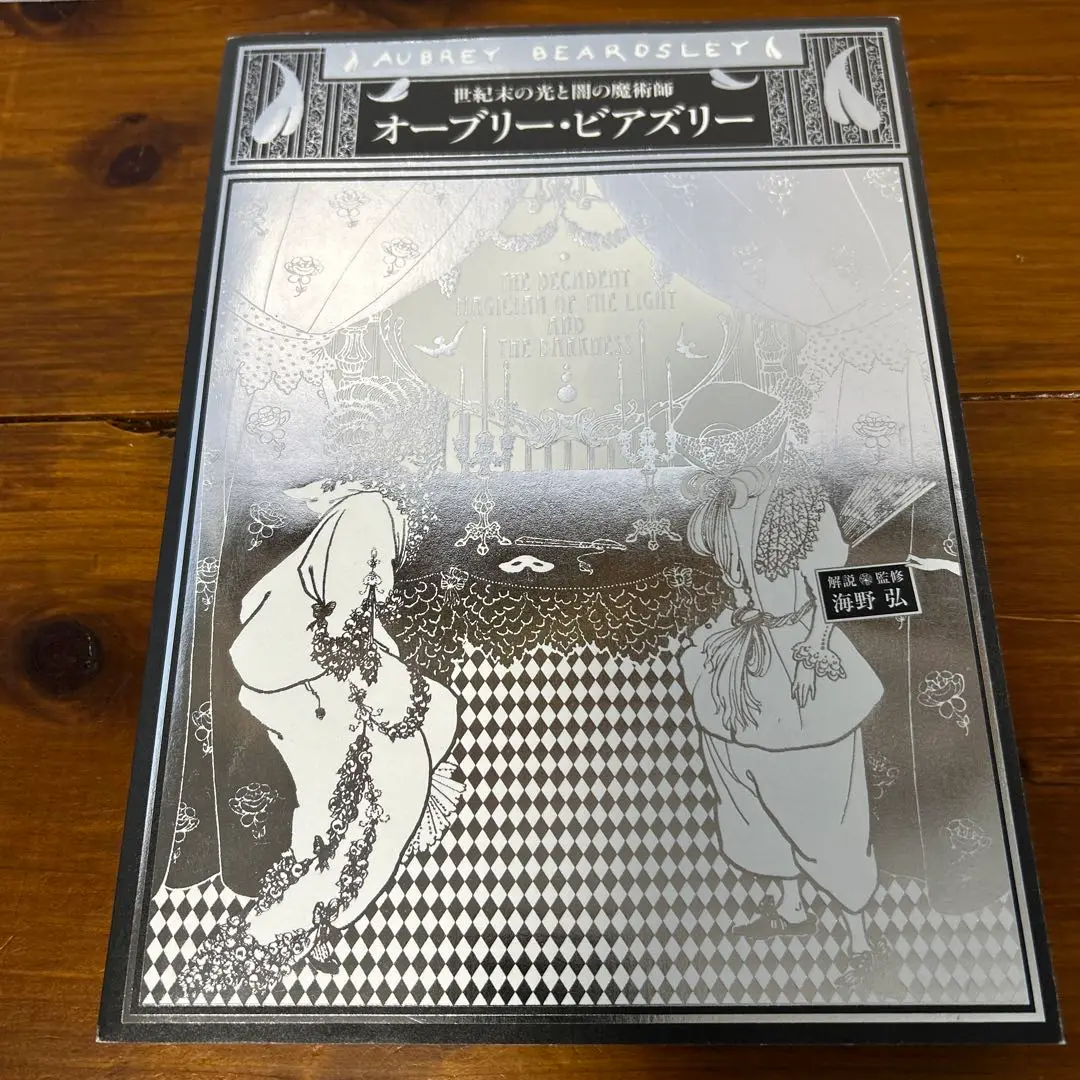 AUBREY BEARDSLEY
世紀末の光と闇の魔術師
オーブリー・ビアズリー
THE DECADENT
MAGICIAN OF THE LIGHT
AND
THE DARKNESS
解説 監修
海野 弘